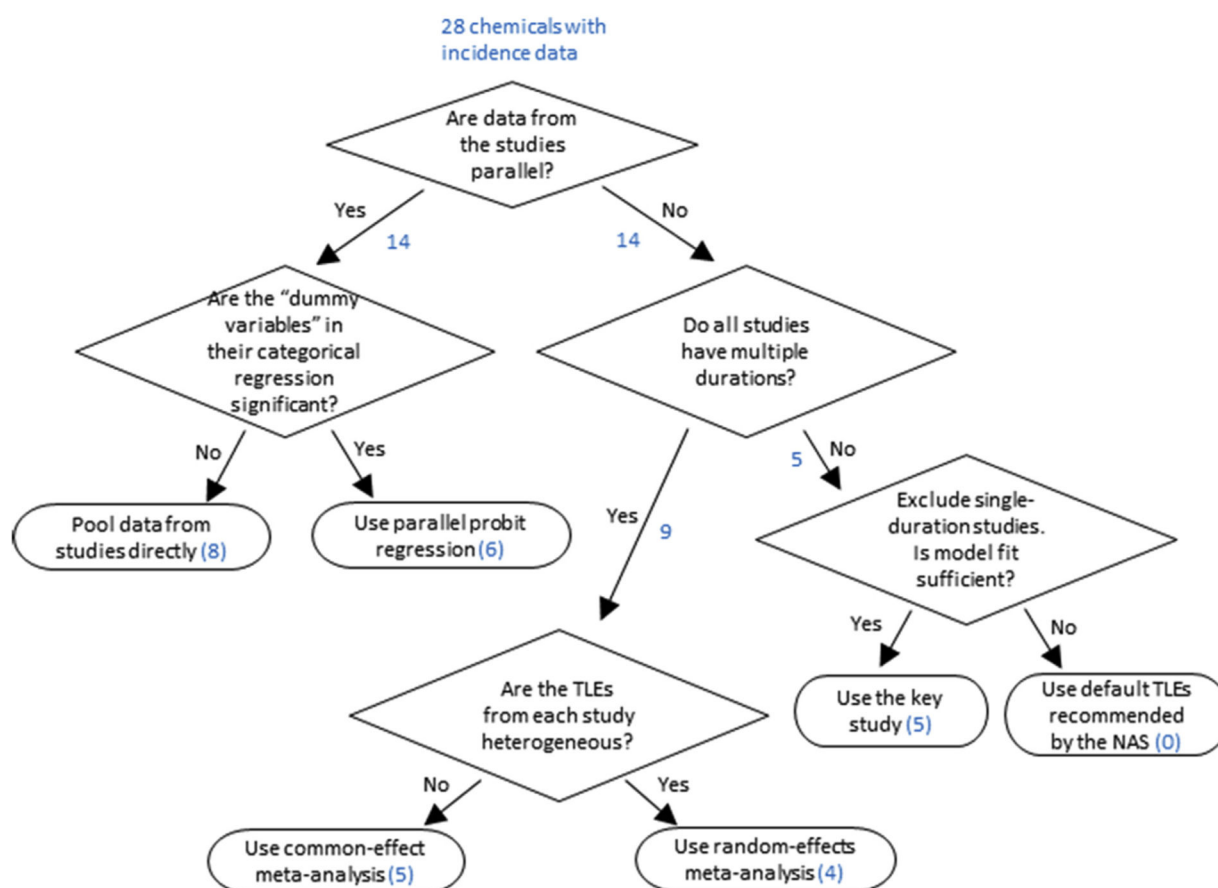 28 chemicals with
incidence data
Are data from
the studies
parallel?
Yes
No
14
14
Are the “dummy
variables” in
their categorical
regression
significant?
Do all studies
have multiple
durations?
No
Yes
5
No
Pool data from
studies directly (8)
Use parallel probit
regression (6)
Yes
9
Exclude single-
duration studies.
Is model fit
sufficient?
Yes
No
Are the TLEs
from each study
heterogeneous?
Use the key
study (5)
Use default TLEs
recommended
by the NAS (0)
No
Yes
Use common-effect
meta-analysis (5)
Use random-effects
meta-analysis (4)